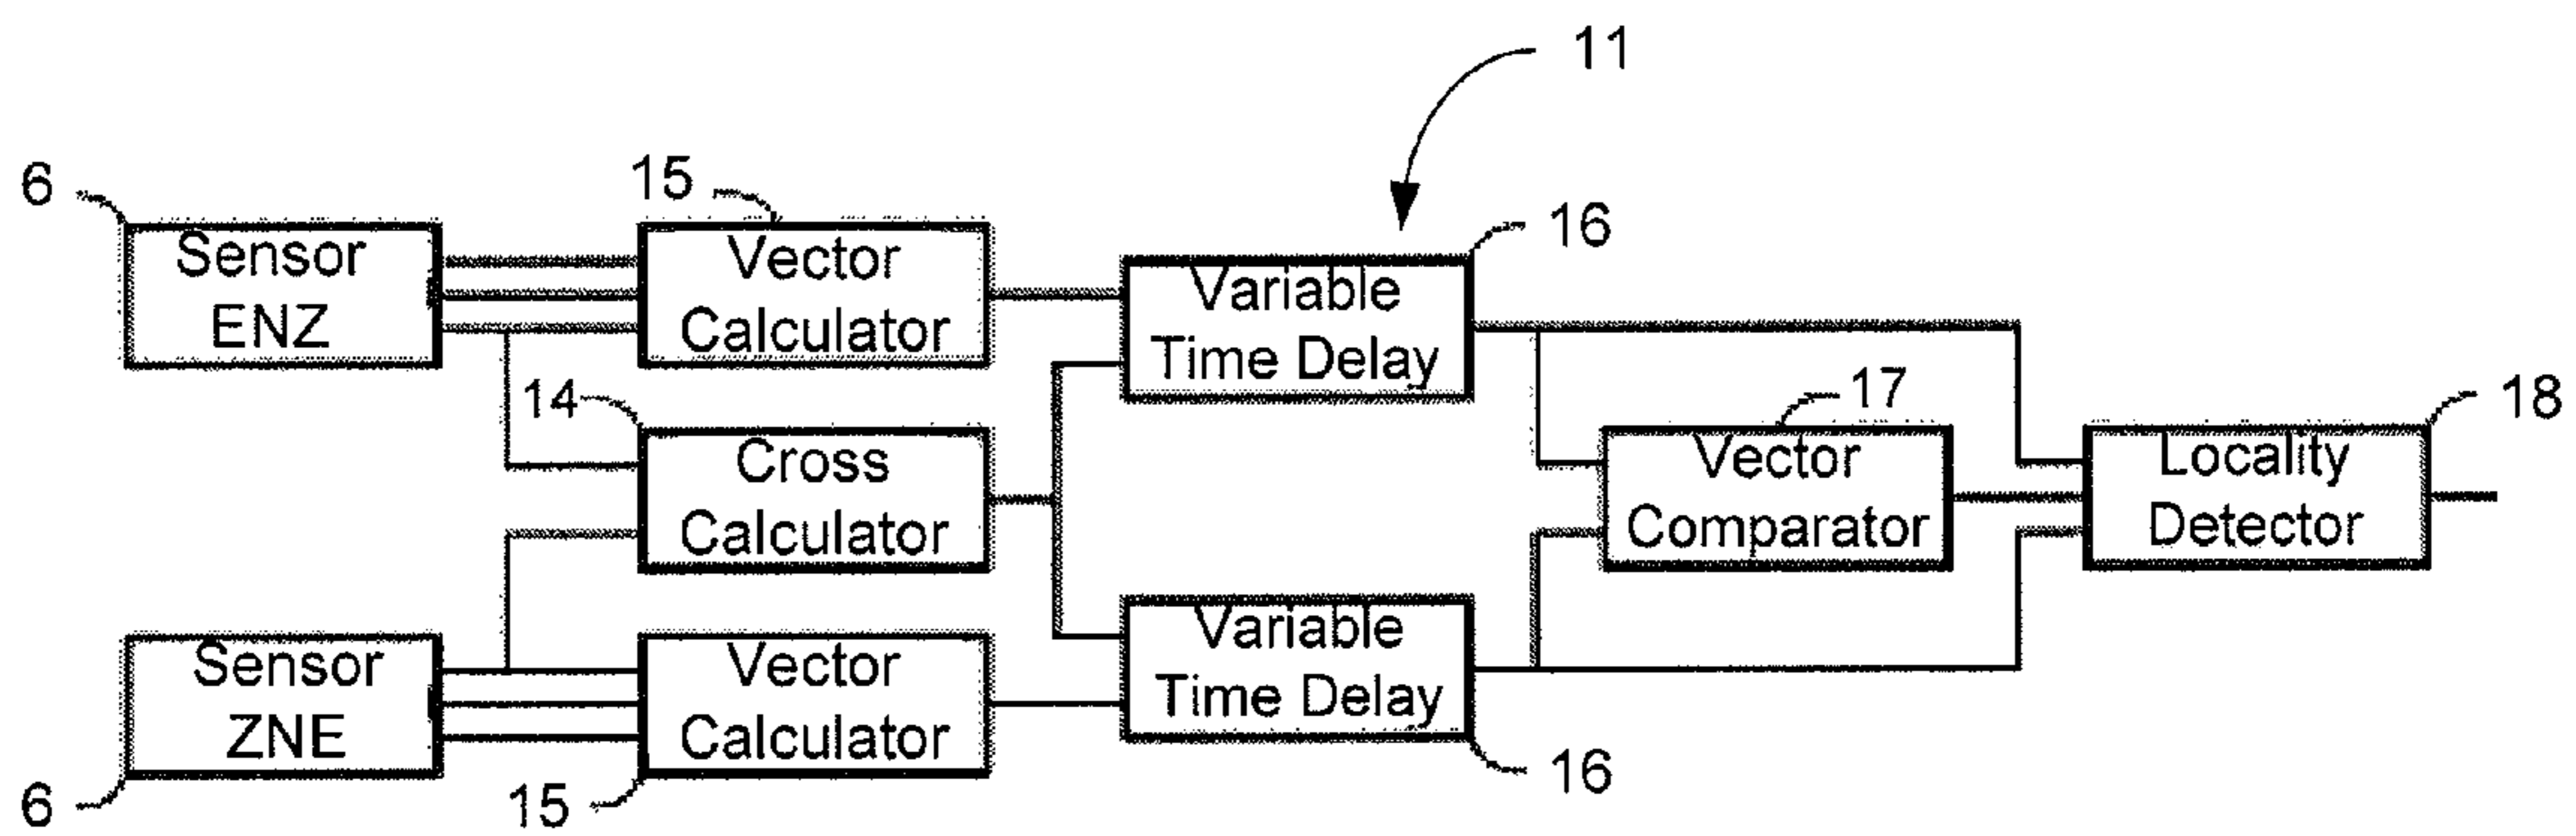 11
6
15
16
Sensor
ENZ
Vector
Calculator
Variable
Time Delay
14
17
18
Cross
Calculator
Vector
Comparator
Locality
Detector
Sensor
ZNE
Vector
Calculator
Variable
Time Delay
6
15
16